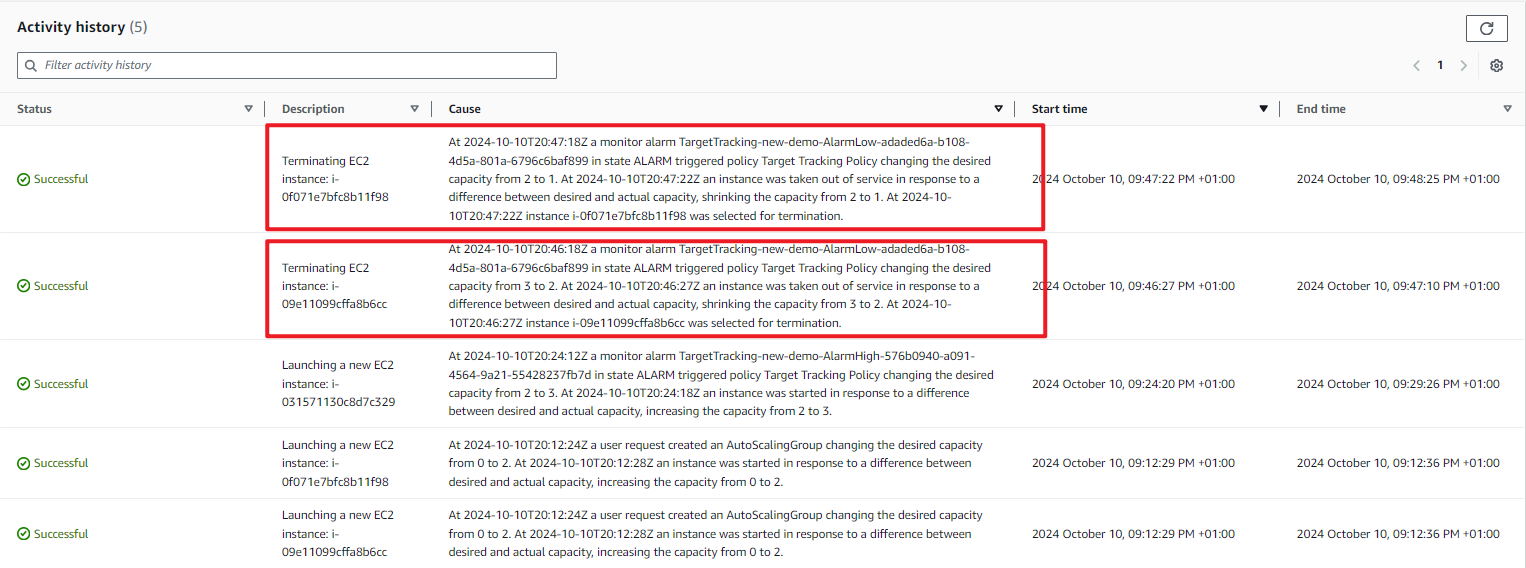 Activity history (5)
Filter activity history
1
Status Description Cause Start time End time
Successful
Terminating EC2
instance: i-
0f071e7bfc8b11f98
At 2024-10-10T20:47:18Z a monitor alarm TargetTracking-new-demo-AlarmLow-adaded6a-b108-
4d5a-801a-6796c6baf899 in state ALARM triggered policy Target Tracking Policy changing the desired
capacity from 2 to 1. At 2024-10-10T20:47:22Z an instance was taken out of service in response to a
difference between desired and actual capacity, shrinking the capacity from 2 to 1. At 2024-10-
10T20:47:22Z instance i-0f071e7bfc8b11f98 was selected for termination.
2024 October 10, 09:47:22 PM +01:00
2024 October 10, 09:48:25 PM +01:00
Successful
Terminating EC2
instance: i-
09e11099cffa8b6cc
At 2024-10-10T20:46:18Z a monitor alarm TargetTracking-new-demo-AlarmLow-adaded6a-b108-
4d5a-801a-6796c6baf899 in state ALARM triggered policy Target Tracking Policy changing the desired
capacity from 3 to 2. At 2024-10-10T20:46:27Z an instance was taken out of service in response to a
difference between desired and actual capacity, shrinking the capacity from 3 to 2. At 2024-10-
10T20:46:27Z instance i-09e11099cffa8b6cc was selected for termination.
2024 October 10, 09:46:27 PM +01:00
2024 October 10, 09:47:10 PM +01:00
Successful
Launching a new EC2
instance: i-
031571130c8d7c329
At 2024-10-10T20:24:12Z a monitor alarm TargetTracking-new-demo-AlarmHigh-576b0940-a091-
4564-9a21-55428237fb7d in state ALARM triggered policy Target Tracking Policy changing the desired
capacity from 2 to 3. At 2024-10-10T20:24:18Z an instance was started in response to a difference
between desired and actual capacity, increasing the capacity from 2 to 3.
2024 October 10, 09:24:20 PM +01:00
2024 October 10, 09:29:26 PM +01:00
Successful
Launching a new EC2
instance: i-
0f071e7bfc8b11f98
At 2024-10-10T20:12:24Z a user request created an AutoScalingGroup changing the desired capacity
from 0 to 2. At 2024-10-10T20:12:28Z an instance was started in response to a difference between
desired and actual capacity, increasing the capacity from 0 to 2.
2024 October 10, 09:12:29 PM +01:00
2024 October 10, 09:12:36 PM +01:00
Successful
Launching a new EC2
instance: i-
09e11099cffa8b6cc
At 2024-10-10T20:12:24Z a user request created an AutoScalingGroup changing the desired capacity
from 0 to 2. At 2024-10-10T20:12:28Z an instance was started in response to a difference between
desired and actual capacity, increasing the capacity from 0 to 2.
2024 October 10, 09:12:29 PM +01:00
2024 October 10, 09:12:36 PM +01:00